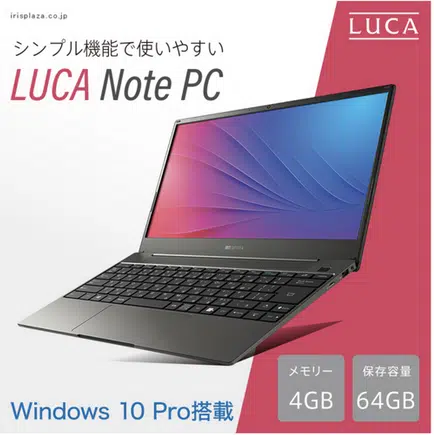 irisplaza.co.jp
LUCA
シンプル機能で使いやすい
LUCA Note PC
メモリー
4GB
保存容量
64GB
Windows 10 Pro搭載